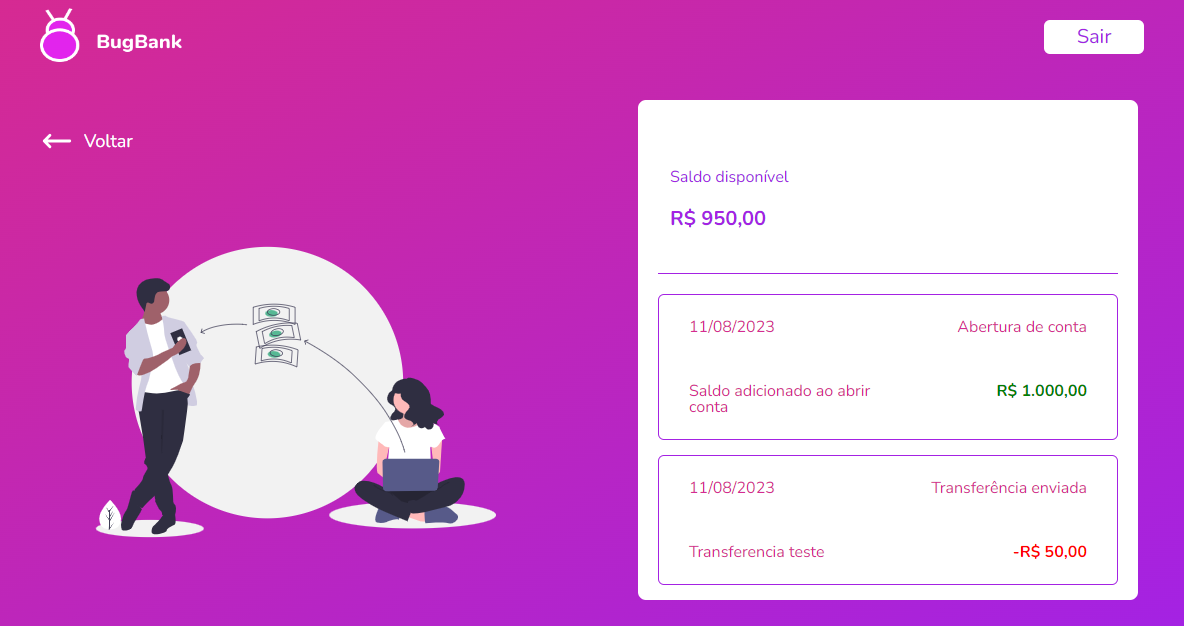 BugBank
Sair
Voltar
Saldo disponível
R$ 950,00
11/08/2023
Abertura de conta
Saldo adicionado ao abrir
conta
R$ 1.000,00
11/08/2023
Transferência enviada
Transferencia teste
-R$ 50,00